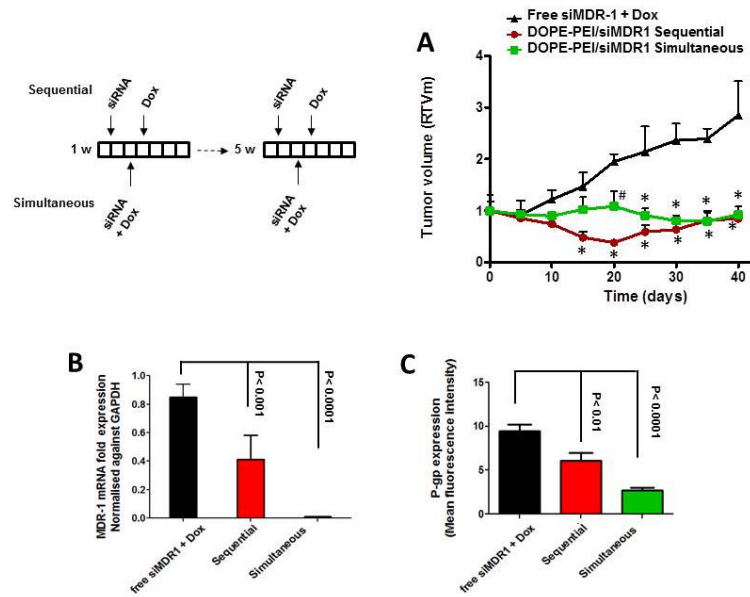 Sequential
siRNA
Dox
siRNA
Dox
1 w
5 w
Simultaneous
siRNA
+ Dox
siRNA
+ Dox
A
Free siMDR-1 + Dox
DOPE-PEI/siMDR1 Sequential
DOPE-PEI/siMDR1 Simultaneous
Tumor volume (RTVm)
4
3
2
1
0
# * * * *
* * * * * *
0 10 20 30 40
Time (days)
B
MDR-1 mRNA fold expression
Normalised against GAPDH
1.0
0.8
0.6
0.4
0.2
0.0
P< 0.001
P< 0.0001
free siMDR1 + Dox
Sequential
Simultaneous
C
P-gp expression
(Mean fluorescence intensity)
15
10
5
0
P< 0.01
P< 0.0001
free siMDR1 + Dox
Sequential
Simultaneous